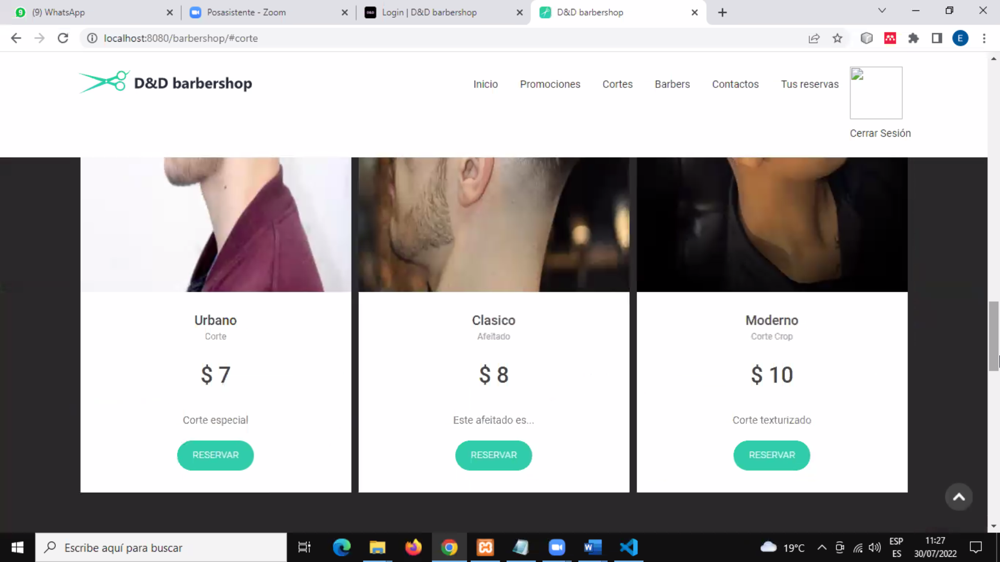 (9) WhatsApp
Posasistente - Zoom
Login | D&D barbershop
D&D barbershop
localhost:8080/barbershop/#corte
E
D&D barbershop
Inicio
Promociones
Cortes
Barbers
Contactos
Tus reservas
Cerrar Sesión
Urbano
Corte
$ 7
Corte especial
RESERVAR
Clasico
Afeitado
$ 8
Este afeitado es...
RESERVAR
Moderno
Corte Crop
$ 10
Corte texturizado
RESERVAR
Escribe aquí para buscar
19°C
ESP
ES
11:27
30/07/2022